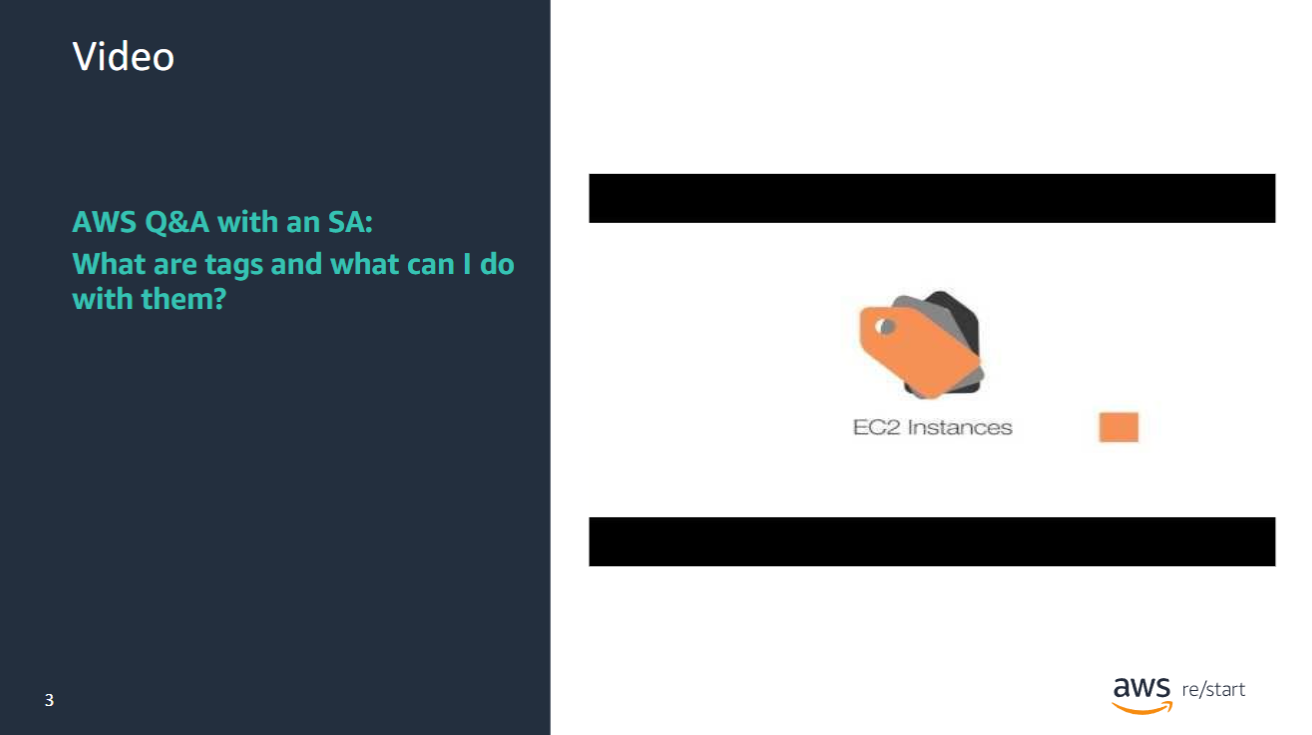 Video
AWS Q&A with an SA:
What are tags and what can I do
with them?
EC2 Instances
3
aws re/start